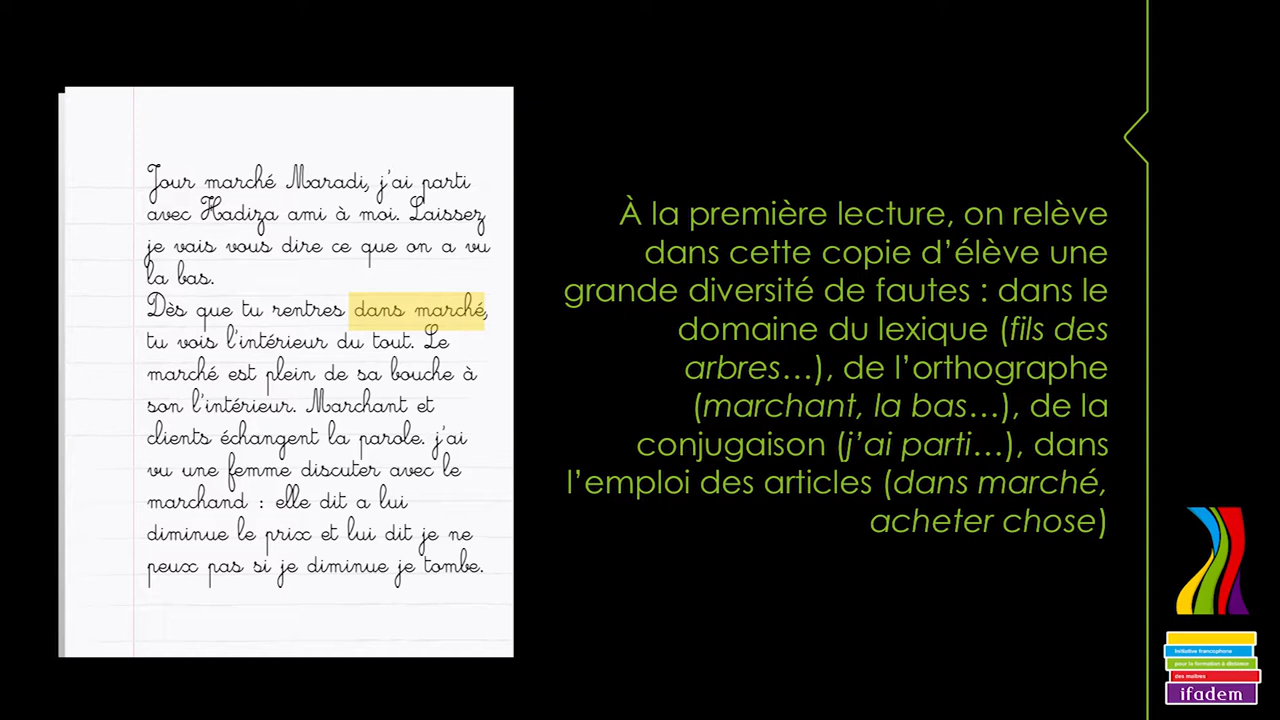 Jour marché Maradi, j'ai parti
avec Hadiza ami à moi. Laissez
je vais vous dire ce que on a vu
la bas.
Dès que tu rentres dans marché,
tu vois l'intérieur du tout. Le
marché est plein de sa bouche à
son l'intérieur. Marchant et
clients échangent la parole. j'ai
vu une femme discuter avec le
marchand : elle dit a lui
diminue le prix et lui dit je ne
peux pas si je diminue je tombe.
À la première lecture, on relève
dans cette copie d'élève une
grande diversité de fautes : dans le
domaine du lexique (fils des
arbres...), de l'orthographe
(marchant, la bas...), de la
conjugaison (j'ai parti...), dans
l'emploi des articles (dans marché,
acheter chose)
Initiative francophone
pour la formation à distance
des maîtres
ifadem